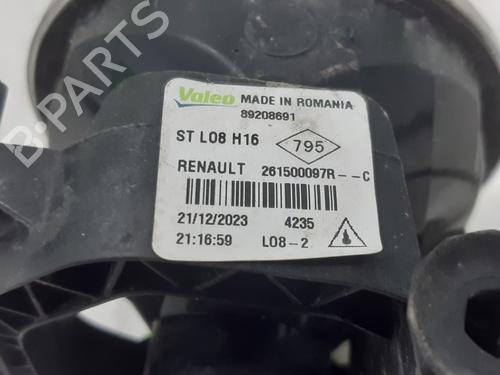 B-PARTS
Valeo MADE IN ROMANIA
89208691
ST L08 H16 795
RENAULT 261500097R--C
21/12/2023 4235
21:16:59 L08-2